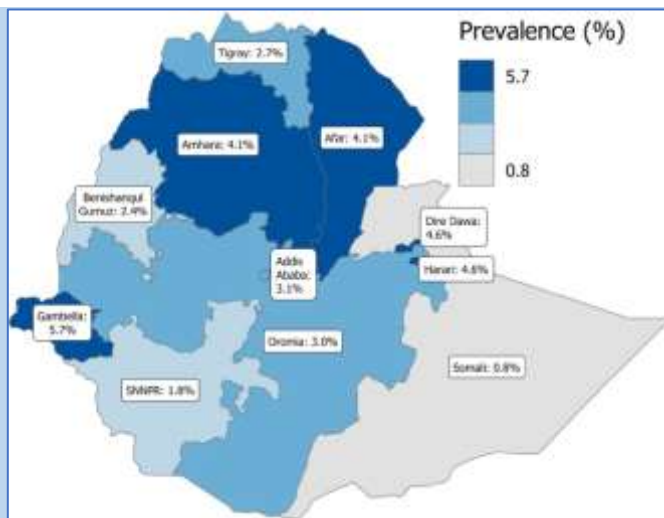 Prevalence (%)
5.7
0.8
Tigray: 2.7%
Amhara: 4.1%
Afar: 4.1%
Benishangul
Gumuz: 2.4%
Dire Dawa:
4.6%
Addis
Ababa:
3.1%
Harari: 4.6%
Gambella:
5.7%
Oromia: 3.0%
Somali: 0.8%
SNNPR: 1.8%